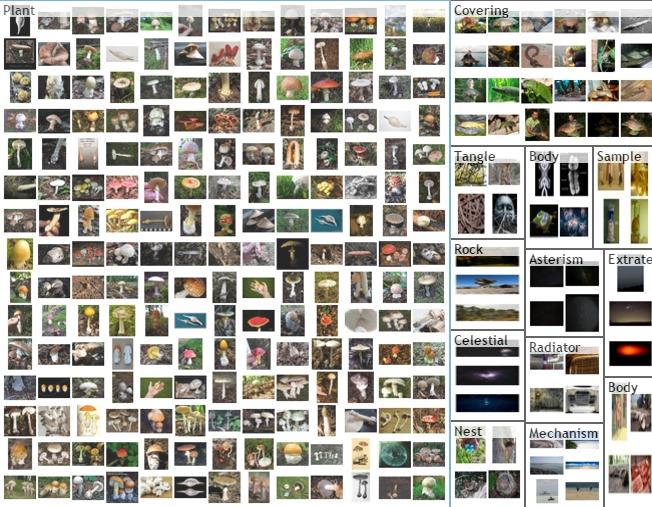 Plant
Covering
Tangle
Body
Sample
Rock
Asterism
Extrate
Celestial
Radiator
Body
Nest
Mechanism